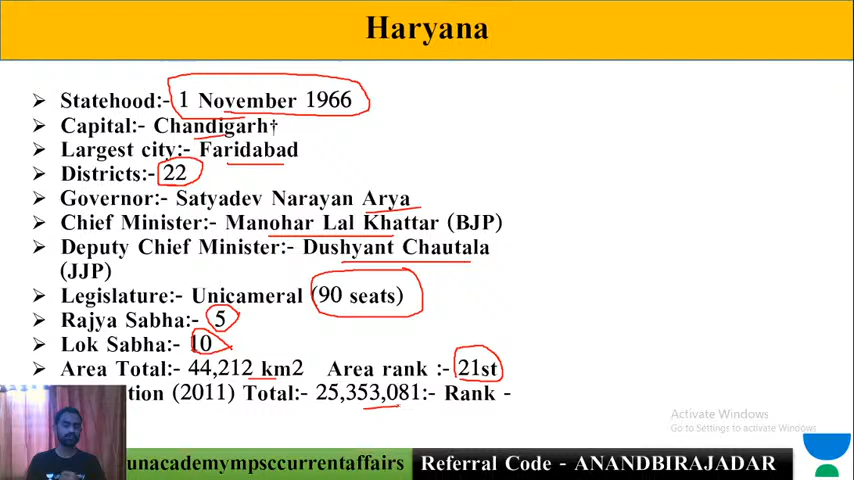 Haryana
➢ Statehood:- 1 November 1966
➢ Capital:- Chandigarh†
➢ Largest city:- Faridabad
➢ Districts:- 22
➢ Governor:- Satyadev Narayan Arya
➢ Chief Minister:- Manohar Lal Khattar (BJP)
➢ Deputy Chief Minister:- Dushyant Chautala
(JJP)
➢ Legislature:- Unicameral (90 seats)
➢ Rajya Sabha:- 5
➢ Lok Sabha:- 10
➢ Area Total:- 44,212 km2 Area rank :- 21st
tion (2011) Total:- 25,353,081:- Rank -
Activate Windows
Go to Settings to activate Windows.
unacademympsccurrentaffairs
Referral Code - ANANDBIRAJADAR